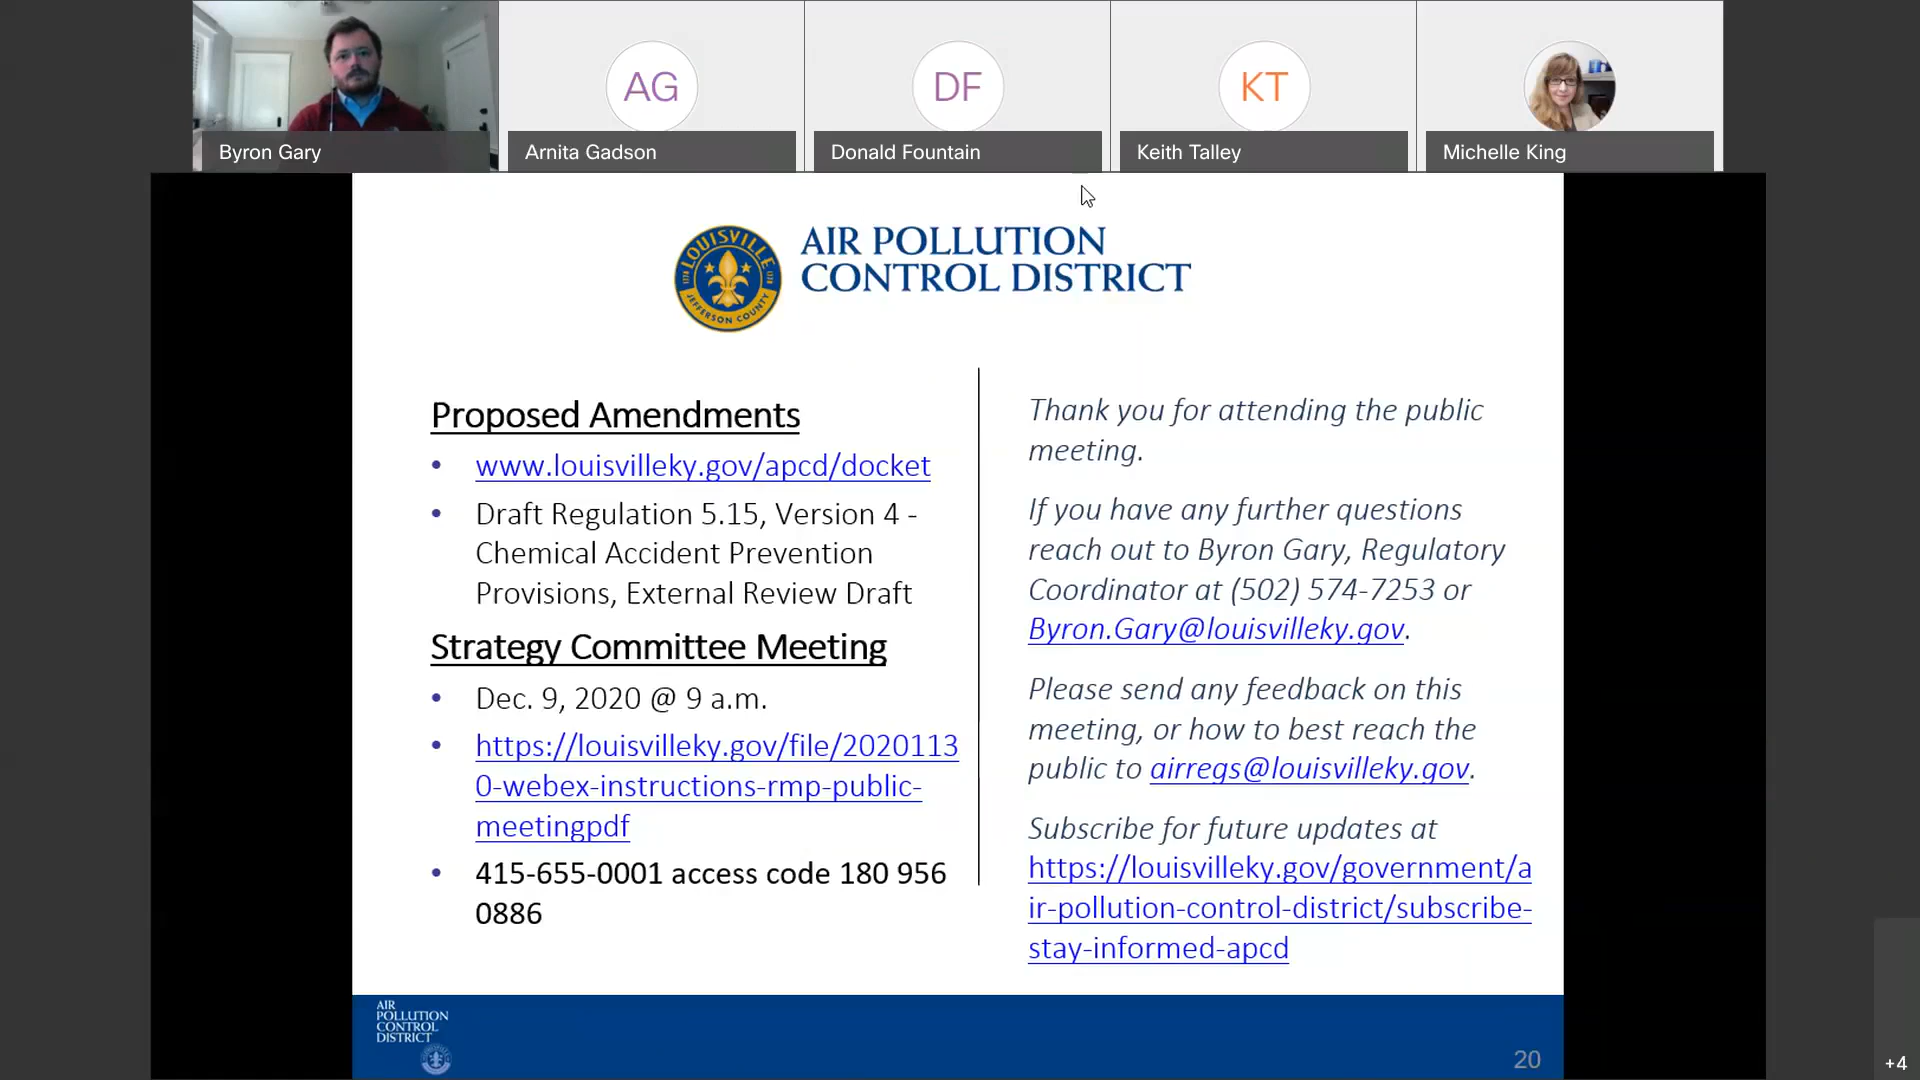 Byron Gary
AG
Arnita Gadson
DF
Donald Fountain
KT
Keith Talley
Michelle King
LOUISVILLE
1778
JEFFERSON COUNTY
AIR POLLUTION
CONTROL DISTRICT
Proposed Amendments
• www.louisvilleky.gov/apcd/docket
• Draft Regulation 5.15, Version 4 -
Chemical Accident Prevention
Provisions, External Review Draft
Strategy Committee Meeting
• Dec. 9, 2020 @ 9 a.m.
• https://louisvilleky.gov/file/2020113
0-webex-instructions-rmp-public-
meetingpdf
• 415-655-0001 access code 180 956
0886
Thank you for attending the public
meeting.
If you have any further questions
reach out to Byron Gary, Regulatory
Coordinator at (502) 574-7253 or
Byron.Gary@louisvilleky.gov.
Please send any feedback on this
meeting, or how to best reach the
public to airregs@louisvilleky.gov.
Subscribe for future updates at
https://louisvilleky.gov/government/a
ir-pollution-control-district/subscribe-
stay-informed-apcd
AIR
POLLUTION
CONTROL
DISTRICT
20
+4